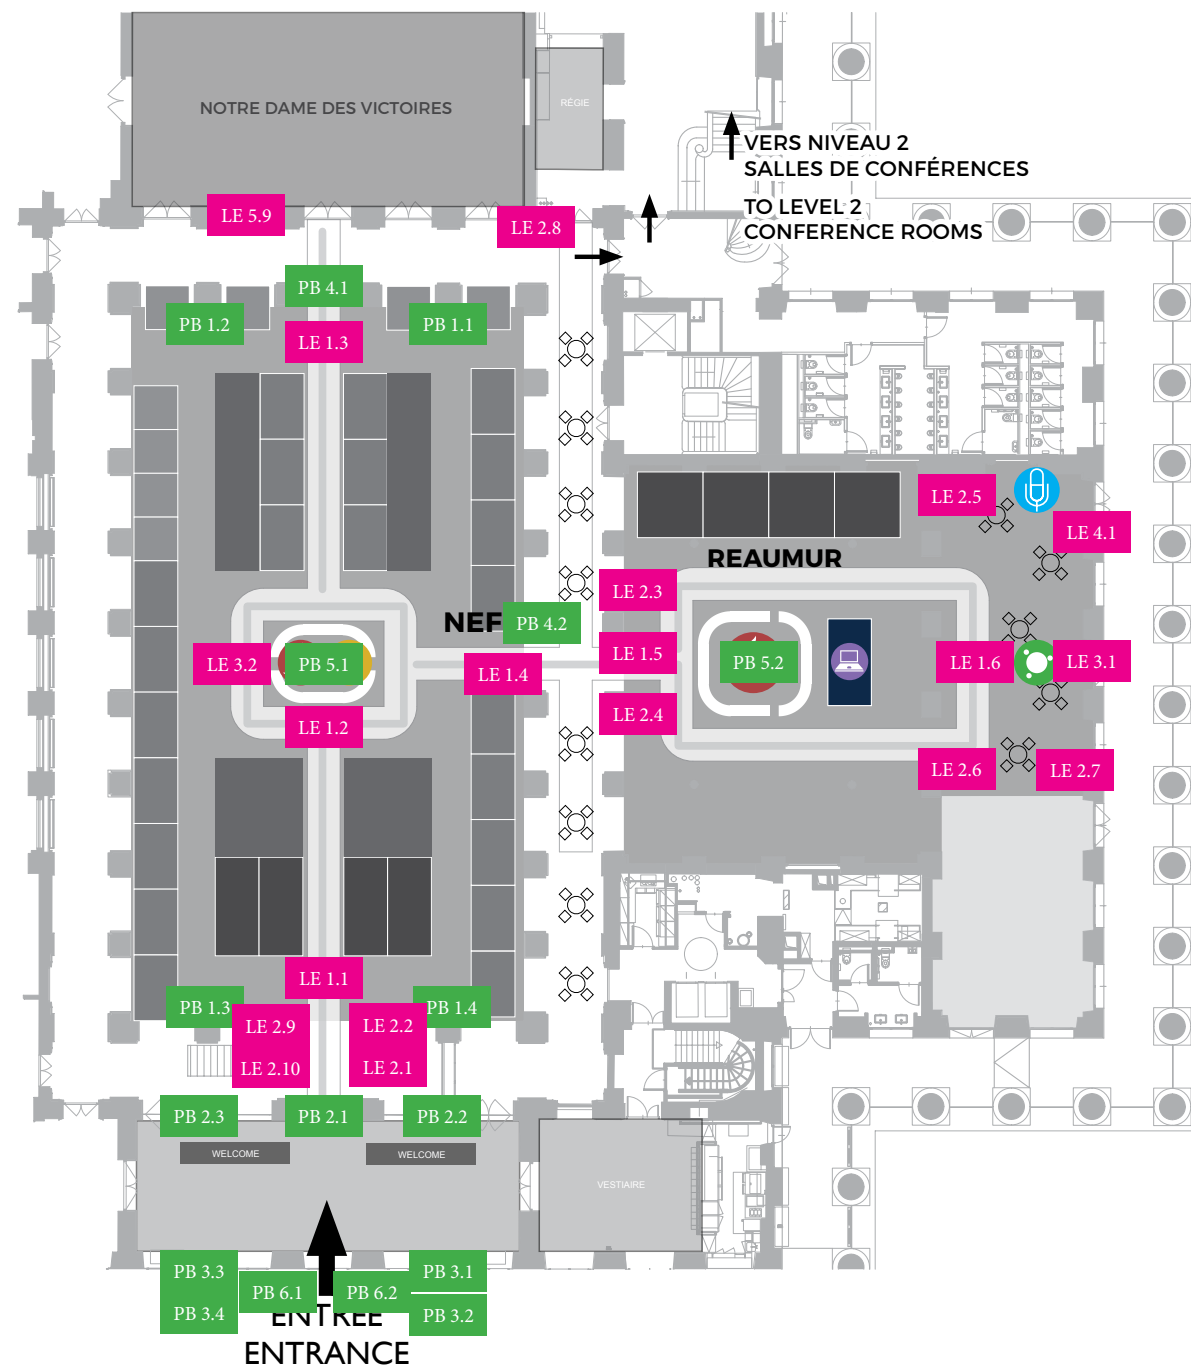 NOTRE DAME DES VICTOIRES
RÉGIE
VERS NIVEAU 2
SALLES DE CONFÉRENCES
TO LEVEL 2
CONFERENCE ROOMS
LE 5.9
LE 2.8
PB 4.1
PB 1.2
PB 1.1
LE 1.3
LE 2.5
LE 4.1
REAUMUR
LE 2.3
NEF
PB 4.2
LE 3.2
PB 5.1
LE 1.4
LE 1.5
PB 5.2
LE 1.6
LE 3.1
LE 1.2
LE 2.4
LE 2.6
LE 2.7
LE 1.1
PB 1.3
PB 1.4
LE 2.9
LE 2.2
LE 2.10
LE 2.1
PB 2.3
PB 2.1
PB 2.2
WELCOME
WELCOME
VESTIAIRE
PB 3.3
PB 3.1
PB 6.1
PB 6.2
PB 3.4
PB 3.2
ENTRÉE
ENTRANCE